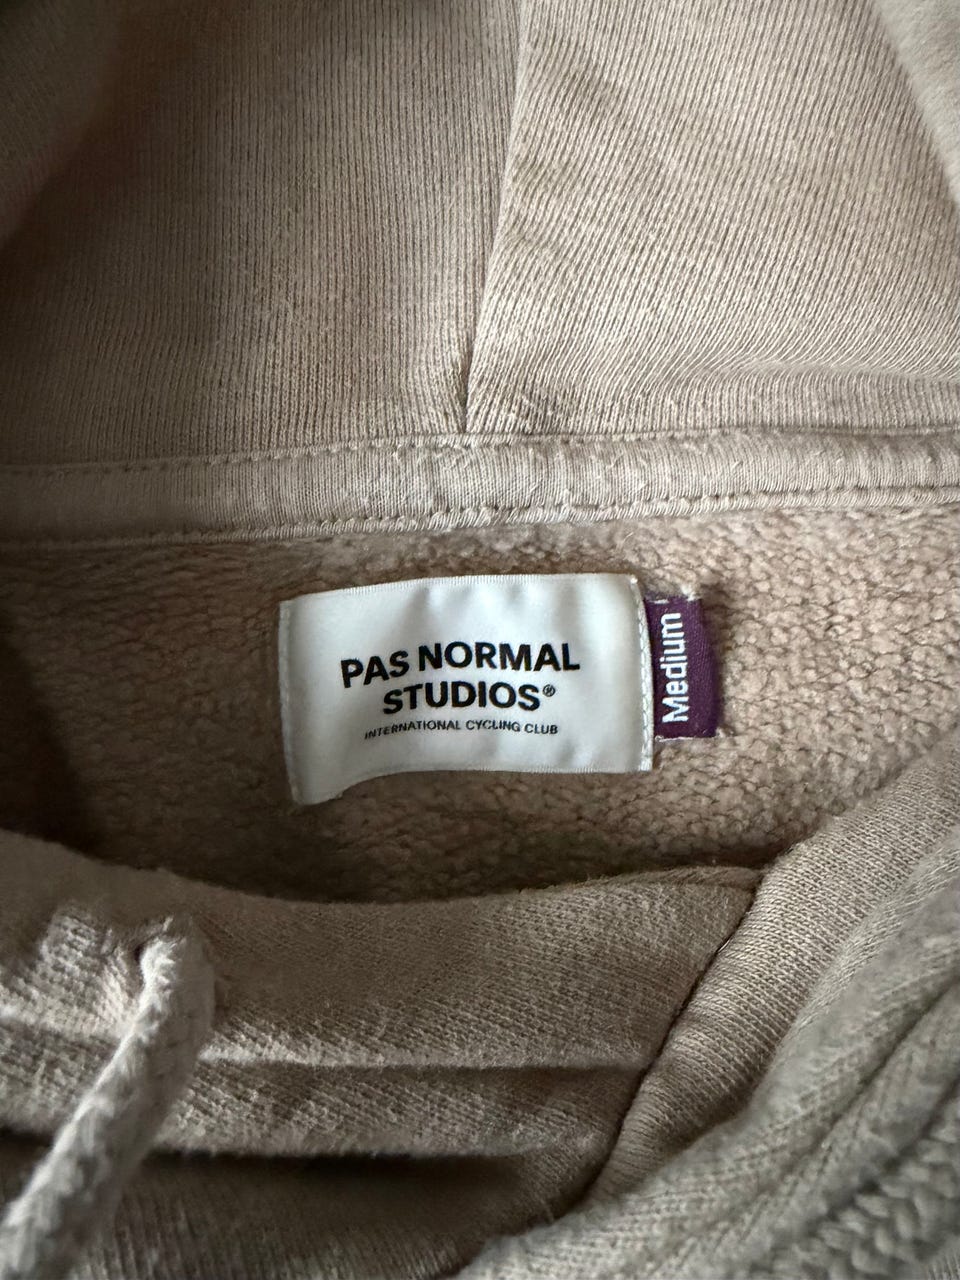 PAS NORMAL
STUDIOS®
INTERNATIONAL CYCLING CLUB
Medium